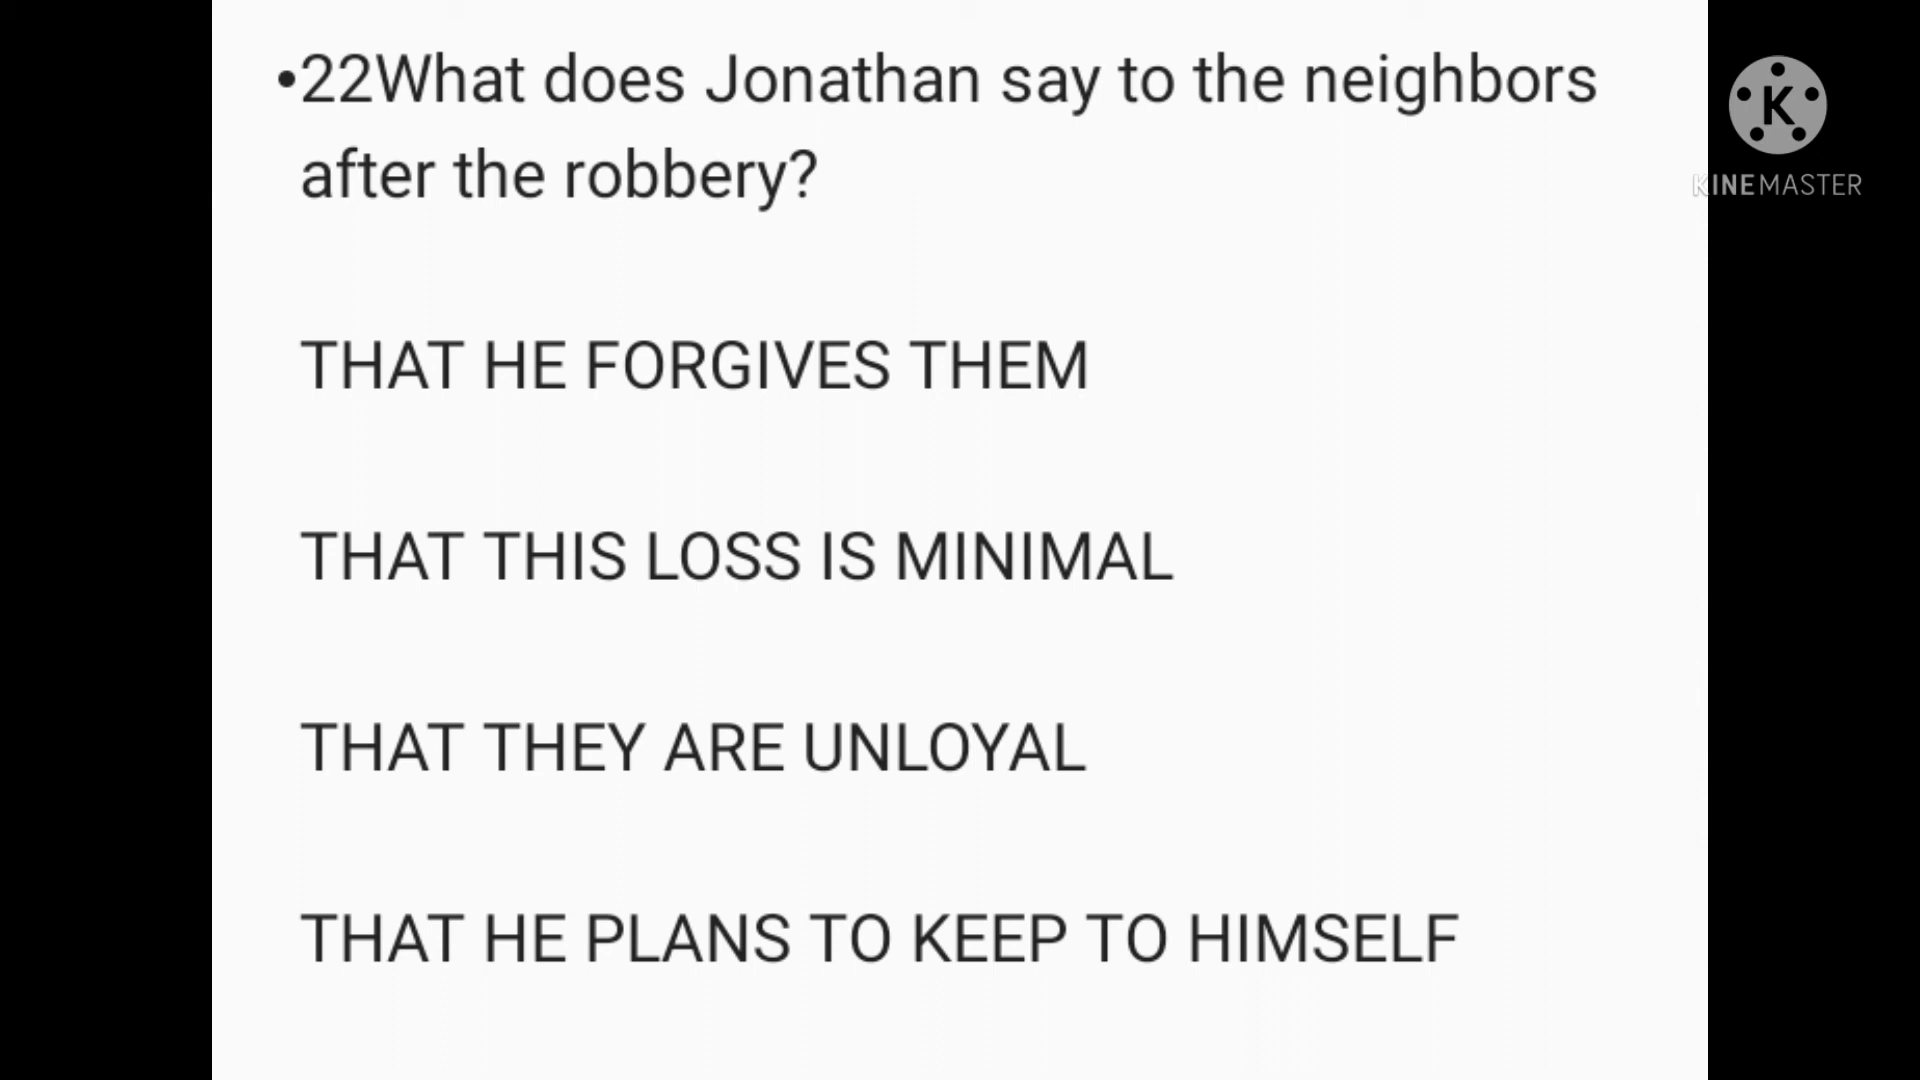 •22What does Jonathan say to the neighbors
after the robbery?
THAT HE FORGIVES THEM
THAT THIS LOSS IS MINIMAL
THAT THEY ARE UNLOYAL
THAT HE PLANS TO KEEP TO HIMSELF
K
KINEMASTER